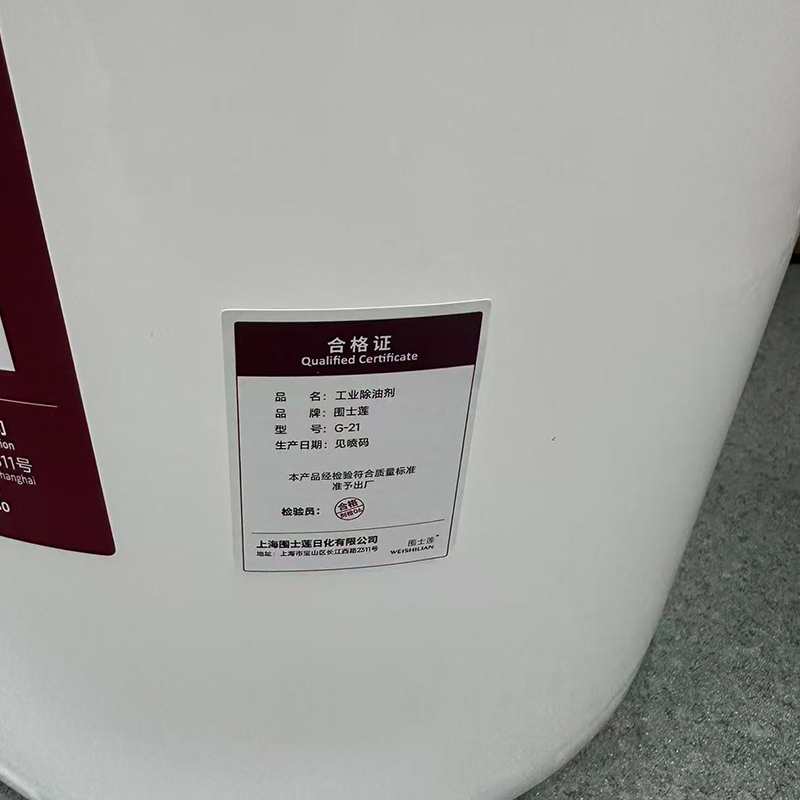 合格证
Qualified Certificate
品 名：工业除油剂
品 牌：围士莲
型 号：G-21
生产日期：见喷码
本产品经检验符合质量标准
准予出厂
检验员：
合格
上海围士莲日化有限公司
地址：上海市宝山区长江西路2311号
围士莲
WEISHILIAN
311号
hanghai